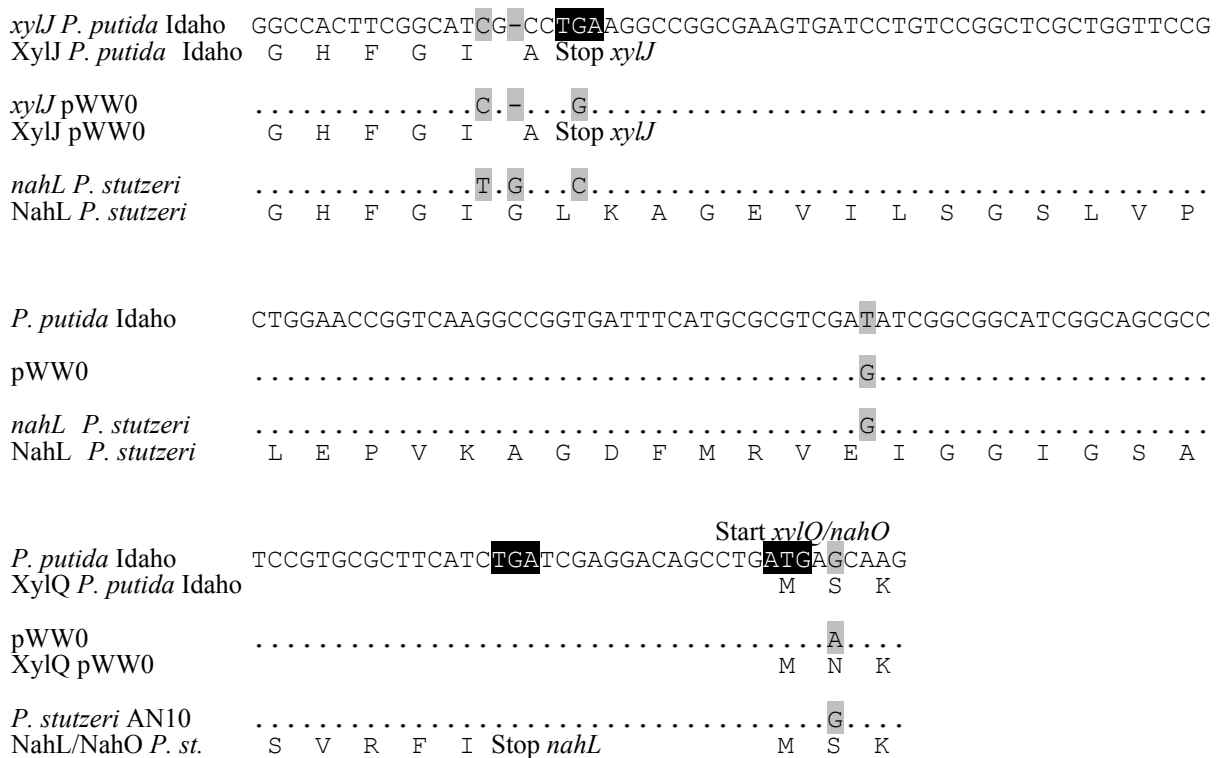 xylJ P. putida Idaho GGCCACTTCGGCATCG-CCTGAAGGCCGGCGAAGTGATCCTGTCCGGCTCGCTGGTTCCG
XylJ P. putida Idaho G H F G I A Stop xylJ
xylJ pWW0 ..............C.-...G.......................................
XylJ pWW0 G H F G I A Stop xylJ
nahL P. stutzeri ..............T.G...C.......................................
NahL P. stutzeri G H F G I G L K A G E V I L S G S L V P
P. putida Idaho CTGGAACCGGTCAAGGCCGGTGATTTCATGCGCGTCGATATCGGCGGCATCGGCAGCGCC
pWW0 ......................................G.....................
nahL P. stutzeri ......................................G.....................
NahL P. stutzeri L E P V K A G D F M R V E I G G I G S A
Start xylQ/nahO
P. putida Idaho TCCGTGCGCTTCATCTGATCGAGGACAGCCTGATGAGCAAG
XylQ P. putida Idaho M S K
pWW0 ....................................A....
XylQ pWW0 M N K
P. stutzeri AN10 ....................................G....
NahL/NahO P. st. S V R F I Stop nahL M S K